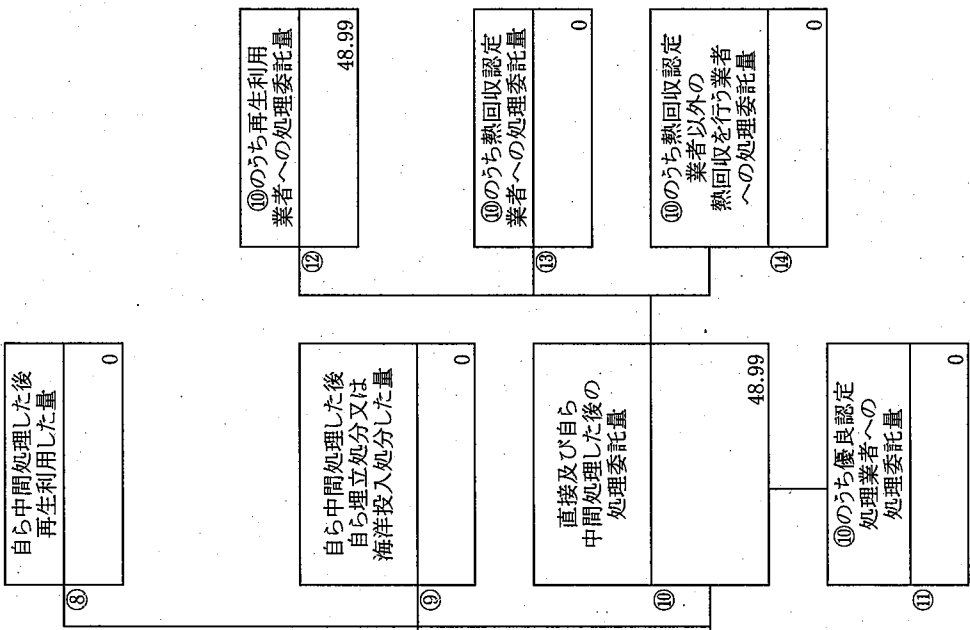 ⑧
自ら中間処理した後
再生利用した量
0
⑨
自ら中間処理した後
自ら埋立処分又は
海洋投入処分した量
0
⑩
直接及び自ら
中間処理した後の
処理委託量
48.99
⑪
⑩のうち優良認定
処理業者への
処理委託量
0
⑫
⑩のうち再生利用
業者への処理委託量
48.99
⑬
⑩のうち熱回収認定
業者への処理委託量
0
⑭
⑩のうち熱回収認定
業者以外の
熱回収を行う業者
への処理委託量
0